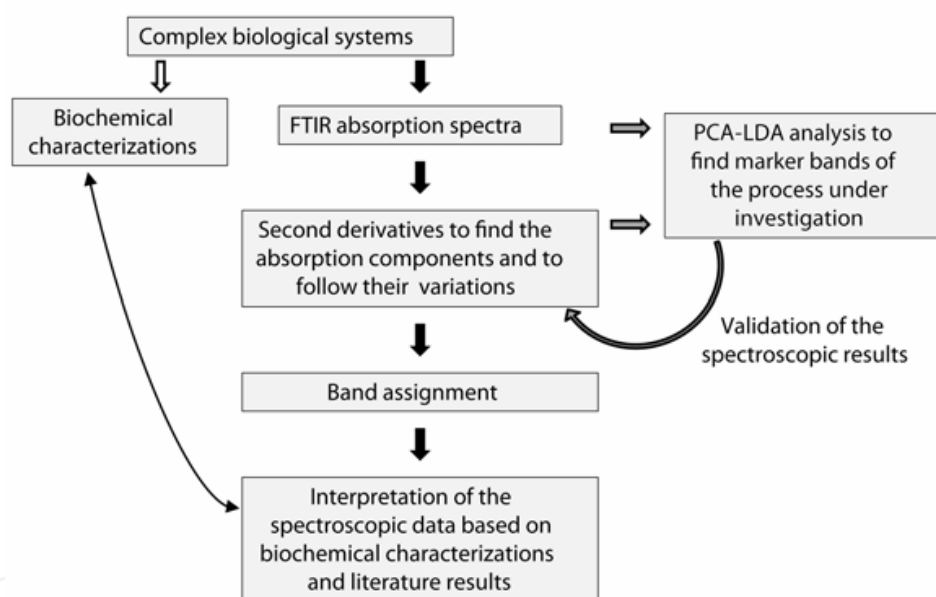 Complex biological systems
Biochemical
characterizations
FTIR absorption spectra
PCA-LDA analysis to
find marker bands of
the process under
investigation
Second derivatives to find the
absorption components and to
follow their variations
Validation of the
spectroscopic results
Band assignment
Interpretation of the
spectroscopic data based on
biochemical characterizations
and literature results